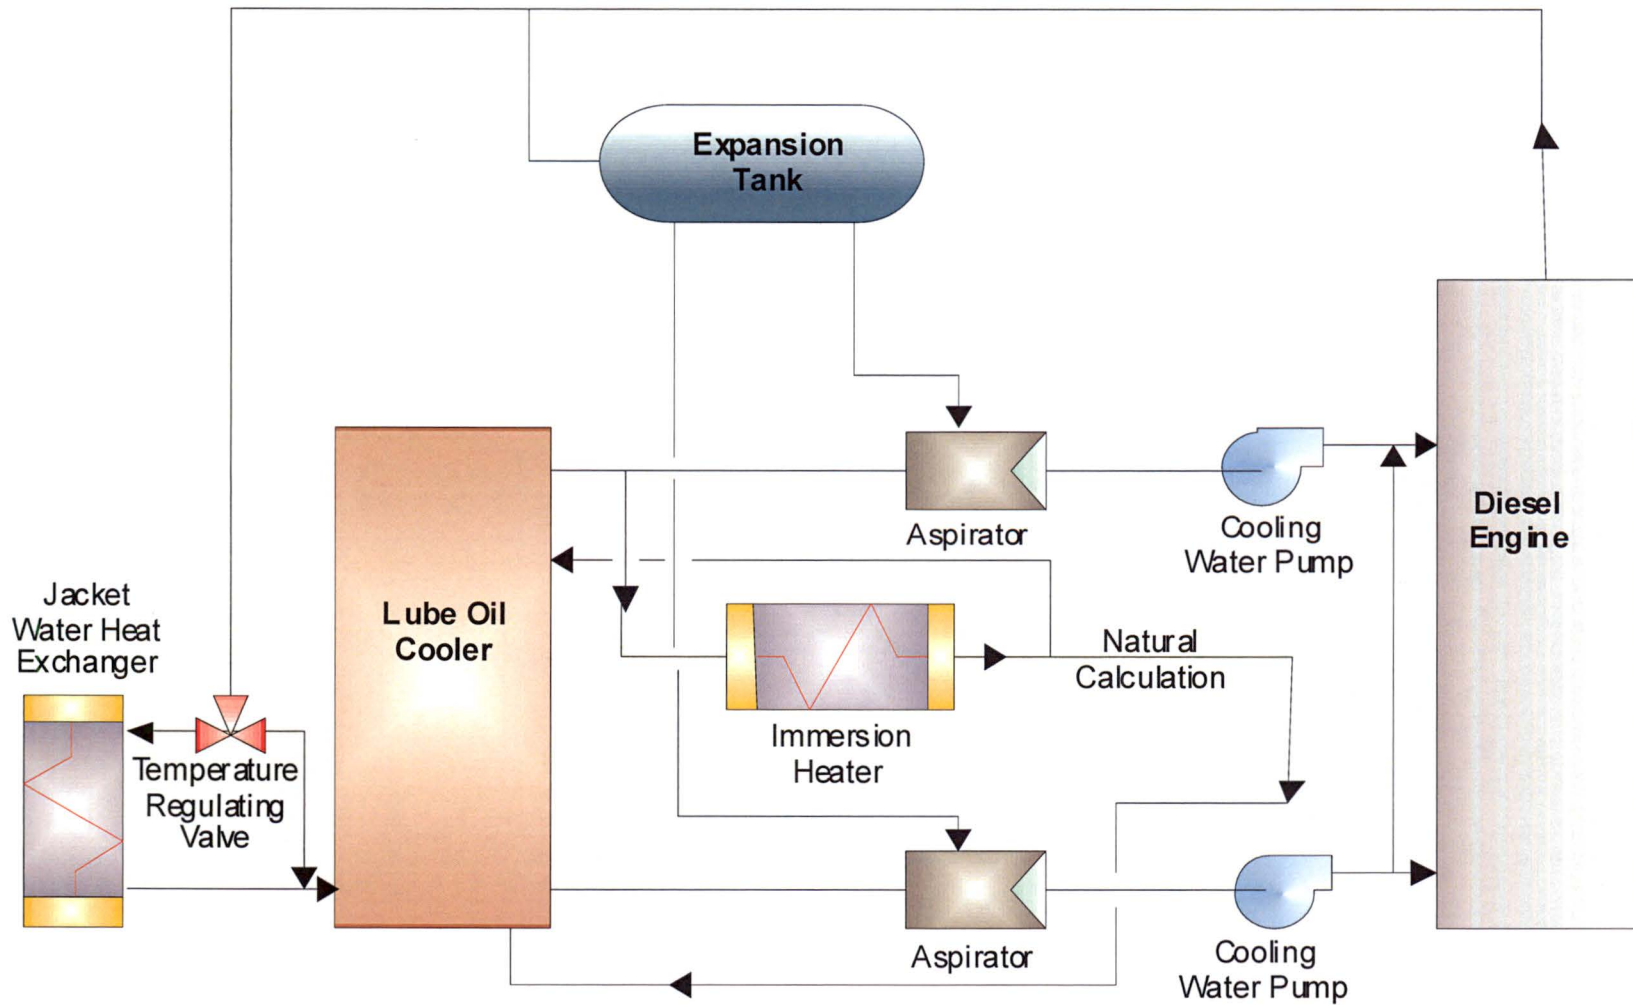 Expansion
Tank
Aspirator
Cooling
Water Pump
Diesel
Engine
Jacket
Water Heat
Exchanger
Lube Oil
Cooler
Natural
Calculation
Immersion
Heater
Temperature
Regulating
Valve
Aspirator
Cooling
Water Pump